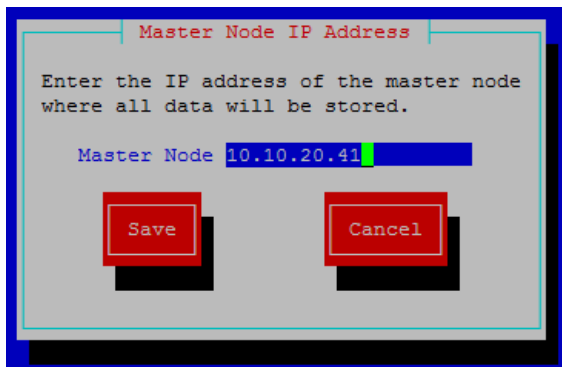 Master Node IP Address
Enter the IP address of the master node
where all data will be stored.
Master Node 10.10.20.41
Save Cancel